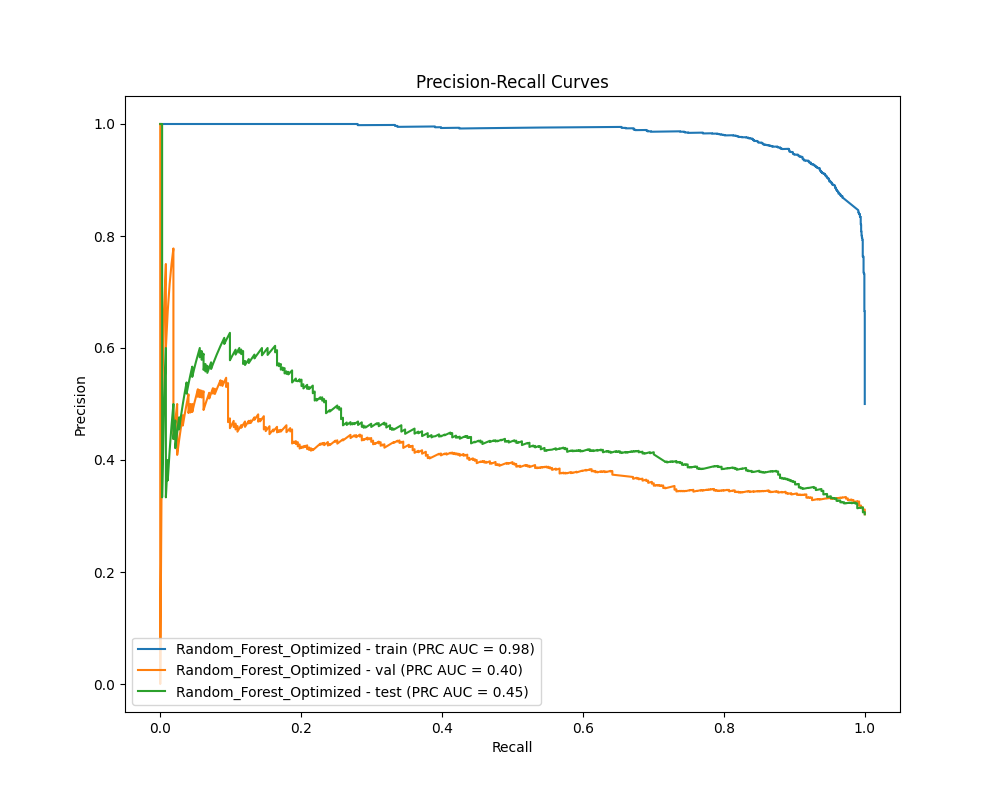 Precision-Recall Curves
1.0
0.8
0.6
0.4
0.2
0.0
Precision
Random_Forest_Optimized - train (PRC AUC = 0.98)
Random_Forest_Optimized - val (PRC AUC = 0.40)
Random_Forest_Optimized - test (PRC AUC = 0.45)
0.0 0.2 0.4 0.6 0.8 1.0
Recall